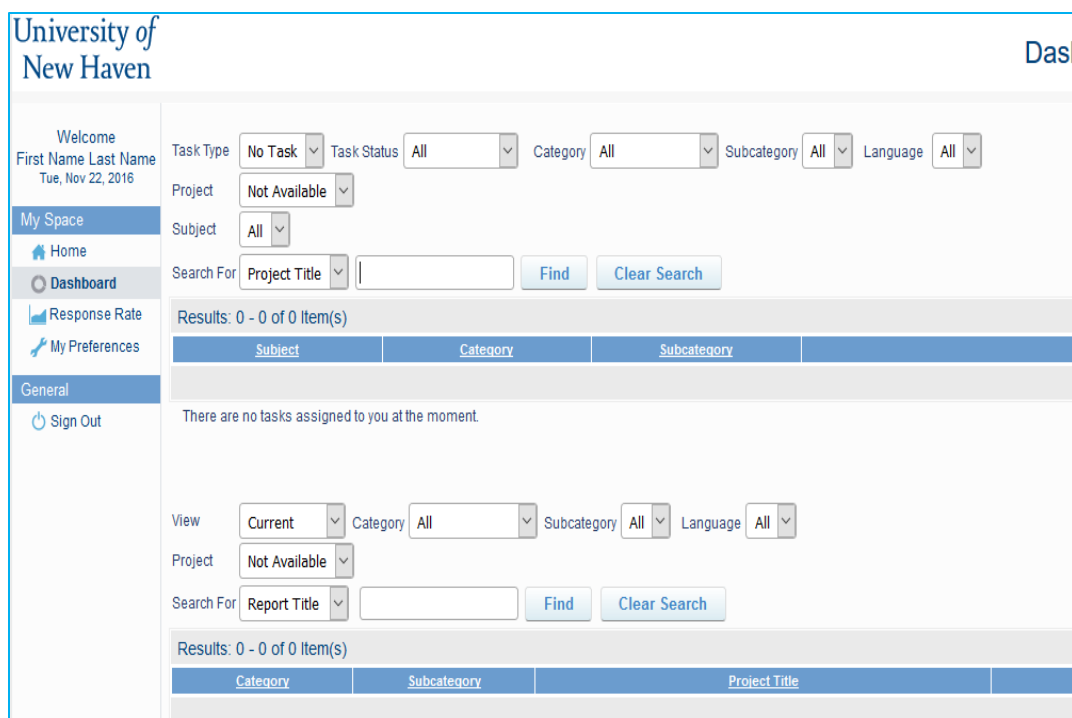 University of
New Haven
Das
Welcome
First Name Last Name
Tue, Nov 22, 2016
My Space
Home
Dashboard
Response Rate
My Preferences
General
Sign Out
Task Type No Task Task Status All Category All Subcategory All Language All
Project Not Available
Subject All
Search For Project Title Find Clear Search
Results: 0 - 0 of 0 Item(s)
Subject Category Subcategory
There are no tasks assigned to you at the moment.
View Current Category All Subcategory All Language All
Project Not Available
Search For Report Title Find Clear Search
Results: 0 - 0 of 0 Item(s)
Category Subcategory Project Title